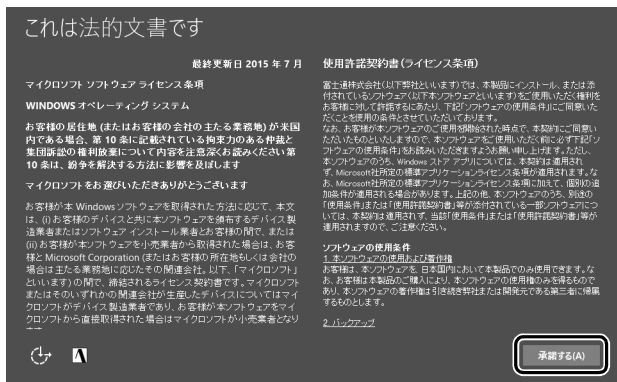 これは法的文書です
最終更新日 2015 年 7 月
マイクロソフト ソフトウェア ライセンス 条項
WINDOWS オペレーティング システム
お客様の居住地 (またはお客様の会社の主たる業務地) が米国
内である場合、第 10 条に記載されている拘束力のある仲裁と
集団訴訟の権利放棄について内容を注意深くお読みください第
10 条は、紛争を解決する方法に影響を及ぼします
マイクロソフトをお選びいただきありがとうございます
お客様が本 Windows ソフトウェアを取得された方法に応じて、本文
は、(i) お客様のデバイスと共に本ソフトウェアを頒布するデバイス製
造業者またはソフトウェア インストール業者とお客様の間で、または
(ii) お客様が本ソフトウェアを小売業者から取得された場合は、お客
様と Microsoft Corporation (またはお客様の所在地もしくは会社の
場合は主たる業務地に応じたその関連会社。以下、「マイクロソフト」
といいます) の間で、締結されるライセンス契約書です。マイクロソフト
またはそのいずれかの関連会社が生産したデバイスについてはマイ
クロソフトがデバイス製造業者であり、お客様が本ソフトウェアをマイ
クロソフトから直接取得された場合はマイクロソフトが小売業者となり
使用許諾契約書(ライセンス条項)
富士通株式会社(以下弊社といいます)では、本製品にインストール、または添
付されているソフトウェア(以下本ソフトウェアといいます)をご使用いただく権利を
お客様に対して許諾するにあたり、下記「ソフトウェアの使用条件」にご同意いた
だくことを使用の条件とさせていただいております。
なお、お客様が本ソフトウェアのご使用を開始された時点で、本契約にご同意い
ただいたものといたしますので、本ソフトウェアをご使用いただく前に必ず下記「ソ
フトウェアの使用条件」をお読みいただきますようお願い申し上げます。ただし、
本ソフトウェアのうち、Windows ストア アプリについては、本契約は適用され
ず、Microsoft社所定の標準アプリケーションライセンス条項が適用されます。な
お、Microsoft社所定の標準アプリケーションライセンス条項に加えて、個別の追
加条件が適用される場合があります。上記の他、本ソフトウェアのうち、別途の
「使用条件」または「使用許諾契約書」等が添付されている一部ソフトウェアにつ
いては、本契約は適用されず、当該「使用条件」または「使用許諾契約書」等が
適用されますので、ご注意ください。
ソフトウェアの使用条件
1. 本ソフトウェアの使用および著作権
お客様は、本ソフトウェアを、日本国内において本製品でのみ使用できます。な
お、お客様は本製品のご購入により、本ソフトウェアの使用権のみを得るもので
あり、本ソフトウェアの著作権は引き続き弊社または開発元である第三者に帰属
するものとします。
2. バックアップ
承諾する(A)